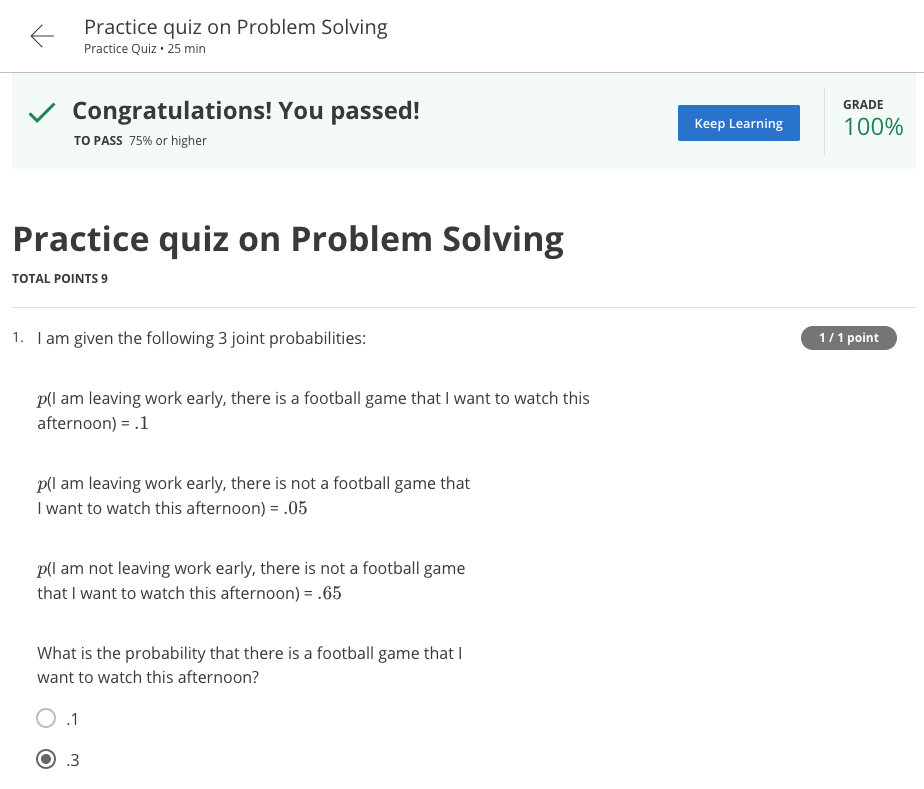 Practice quiz on Problem Solving
Practice Quiz • 25 min
Congratulations! You passed!
TO PASS 75% or higher
Keep Learning
GRADE
100%
Practice quiz on Problem Solving
TOTAL POINTS 9
1. I am given the following 3 joint probabilities:
1 / 1 point
p(I am leaving work early, there is a football game that I want to watch this
afternoon) = .1
p(I am leaving work early, there is not a football game that
I want to watch this afternoon) = .05
p(I am not leaving work early, there is not a football game
that I want to watch this afternoon) = .65
What is the probability that there is a football game that I
want to watch this afternoon?
.1
.3